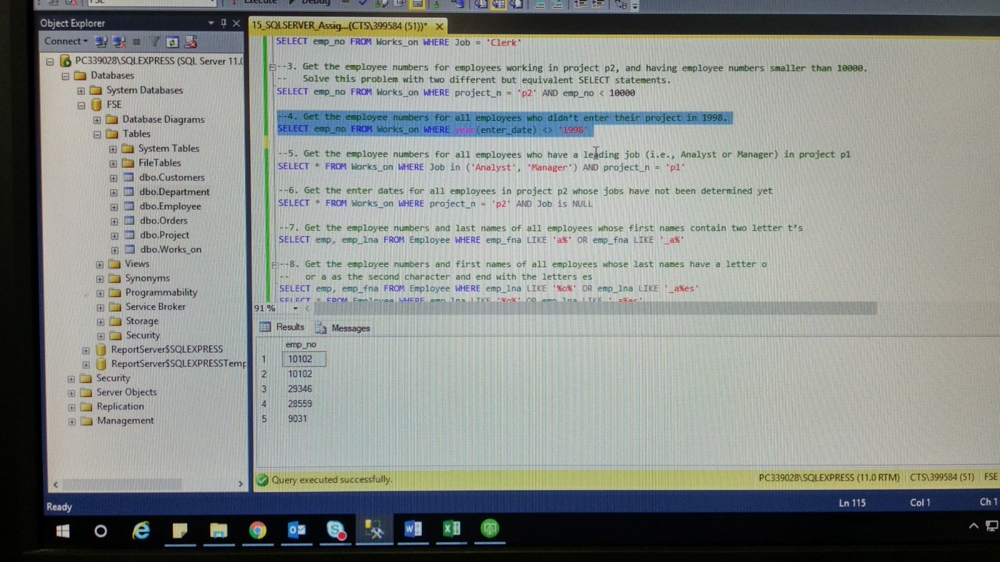 FSE
Execute
Debug
Object Explorer
Connect
PC339028\SQLEXPRESS (SQL Server 11.0
Databases
System Databases
FSE
Database Diagrams
Tables
System Tables
FileTables
dbo.Customers
dbo.Department
dbo.Employee
dbo.Orders
dbo.Project
dbo.Works_on
Views
Synonyms
Programmability
Service Broker
Storage
Security
ReportServer$SQLEXPRESS
ReportServer$SQLEXPRESSTemp
Security
Server Objects
Replication
Management
15_SQLSERVER_Assig...(CTS\399584 (51))*
SELECT emp_no FROM Works_on WHERE Job = 'Clerk'
--3. Get the employee numbers for employees working in project p2, and having employee numbers smaller than 10000.
--   Solve this problem with two different but equivalent SELECT statements.
SELECT emp_no FROM Works_on WHERE project_n = 'p2' AND emp_no < 10000
--4. Get the employee numbers for all employees who didn't enter their project in 1998.
SELECT emp_no FROM Works_on WHERE year(enter_date) <> '1998'
--5. Get the employee numbers for all employees who have a leading job (i.e., Analyst or Manager) in project p1
SELECT * FROM Works_on WHERE Job in ('Analyst', 'Manager') AND project_n = 'p1'
--6. Get the enter dates for all employees in project p2 whose jobs have not been determined yet
SELECT * FROM Works_on WHERE project_n = 'p2' AND Job is NULL
--7. Get the employee numbers and last names of all employees whose first names contain two letter t's
SELECT emp, emp_lna FROM Employee WHERE emp_fna LIKE 'a%' OR emp_fna LIKE '_a%'
--8. Get the employee numbers and first names of all employees whose last names have a letter o
--   or a as the second character and end with the letters es
SELECT emp, emp_fna FROM Employee WHERE emp_lna LIKE '%o%' OR emp_lna LIKE '_a%es'
SELECT * FROM Employee WHERE emp_lna LIKE '%o%' OR emp_lna LIKE '_a%es'
91 %
Results
Messages
emp_no
1 10102
2 10102
3 29346
4 28559
5 9031
Query executed successfully.
PC339028\SQLEXPRESS (11.0 RTM)
CTS\399584 (51)
FSE
Ready
Ln 115
Col 1
Ch 1